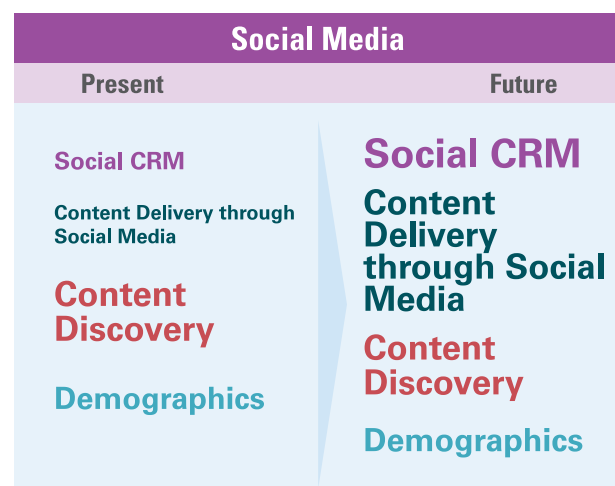 Social Media
Present
Future
Social CRM
Content Delivery through
Social Media
Content
Discovery
Demographics
Social CRM
Content
Delivery
through Social
Media
Content
Discovery
Demographics